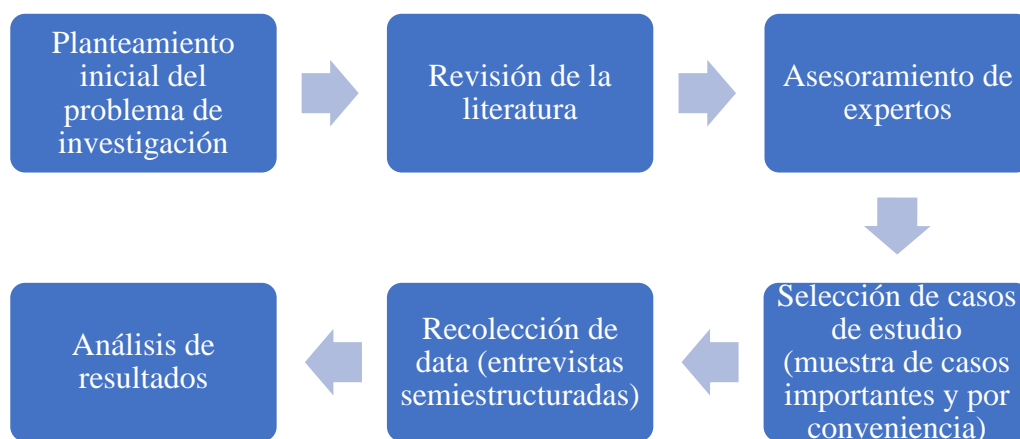 Planteamiento
inicial del
problema de
investigación
Revisión de la
literatura
Asesoramiento de
expertos
Selección de casos
de estudio
(muestra de casos
importantes y por
conveniencia)
Recolección de
data (entrevistas
semiestructuradas)
Análisis de
resultados